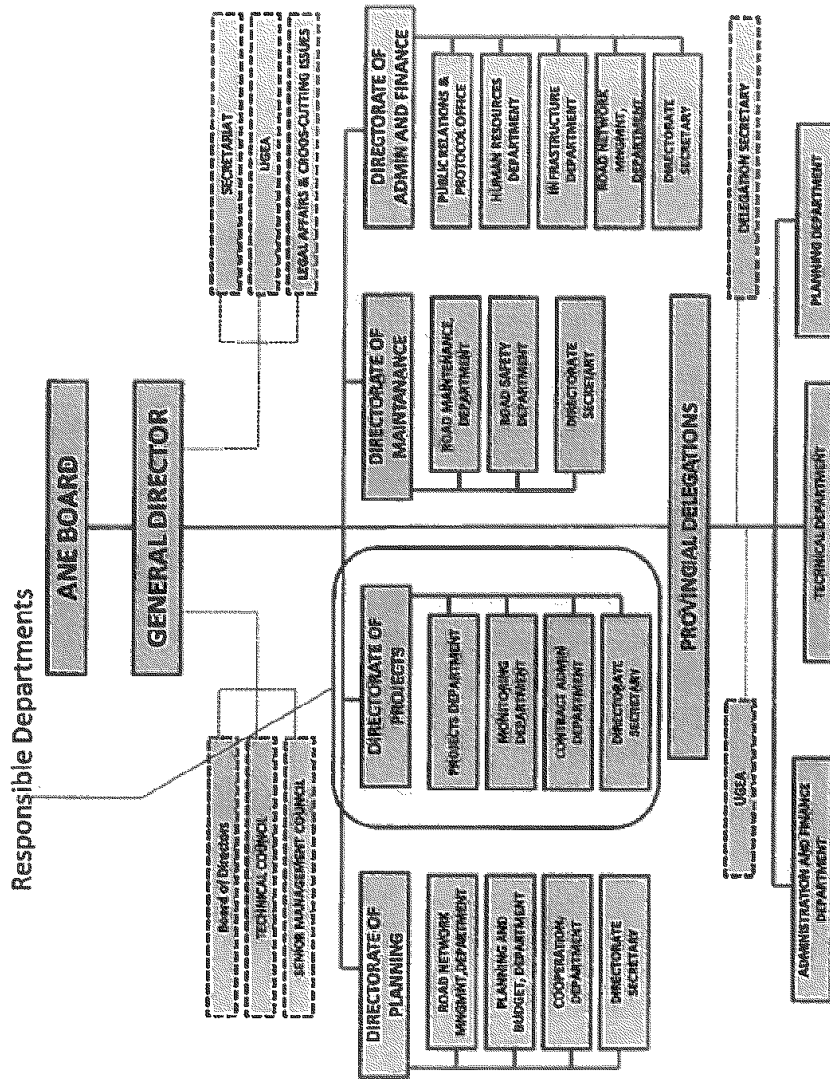 Responsible Departments
ANE BOARD
GENERAL DIRECTOR
Board of Directors
TECHNICAL COUNCIL
SENIOR MANAGEMENT COUNCIL
SECRETARIAT
UGEA
LEGAL AFFAIRS & CROOS-CUTTING ISSUES
DIRECTORATE OF
PLANNING
ROAD NETWORK
MNGMNT,DEPARTMENT
PLANNING AND
BUDGET, DEPARTMENT
COOPERATION,
DEPARTMENT
DIRECTORATE
SECRETARY
DIRECTORATE OF
PROJECTS
PROJECTS DEPARTMENT
MONITORING
DEPARTMENT
CONTRACT ADMIN
DEPARTMENT
DIRECTORATE
SECRETARY
DIRECTORATE OF
MAINTANANCE
ROAD MAINTENANCE,
DEPARTMENT
ROAD SAFETY
DEPARTMENT
DIRECTORATE
SECRETARY
DIRECTORATE OF
ADMIN AND FINANCE
PUBLIC RELATIONS &
PROTOCOL OFFICE
HUMAN RESOURCES
DEPARTMENT
INFRASTRUCTURE
DEPARTMENT
ROAD NETWORK
MNGMNT,
DEPARTMENT
DIRECTORATE
SECRETARY
PROVINCIAL DELEGATIONS
UGEA
DELEGATION SECRETARY
ADMINISTRATION AND FINANCE
DEPARTMENT
TECHNICAL DEPARTMENT
PLANNING DEPARTMENT